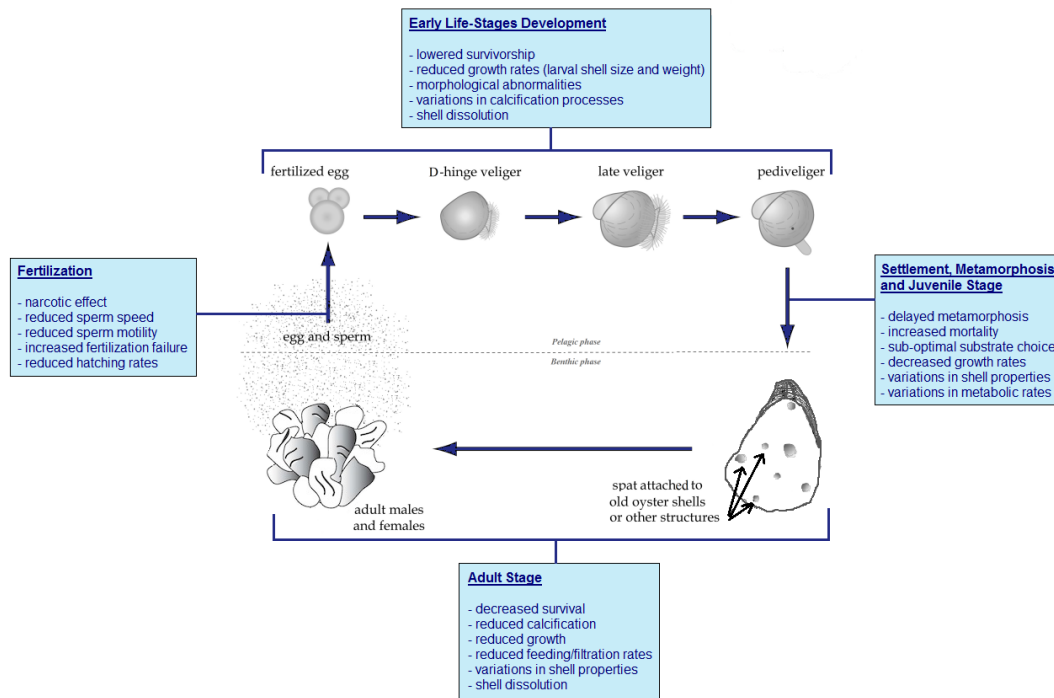 Early Life-Stages Development
- lowered survivorship
- reduced growth rates (larval shell size and weight)
- morphological abnormalities
- variations in calcification processes
- shell dissolution
fertilized egg
D-hinge veliger
late veliger
pediveliger
Fertilization
- narcotic effect
- reduced sperm speed
- reduced sperm motility
- increased fertilization failure
- reduced hatching rates
Settlement, Metamorphosis
and Juvenile Stage
- delayed metamorphosis
- increased mortality
- sub-optimal substrate choice
- decreased growth rates
- variations in shell properties
- variations in metabolic rates
egg and sperm
Pelagic phase
Benthic phase
adult males
and females
spat attached to
old oyster shells
or other structures
Adult Stage
- decreased survival
- reduced calcification
- reduced growth
- reduced feeding/filtration rates
- variations in shell properties
- shell dissolution